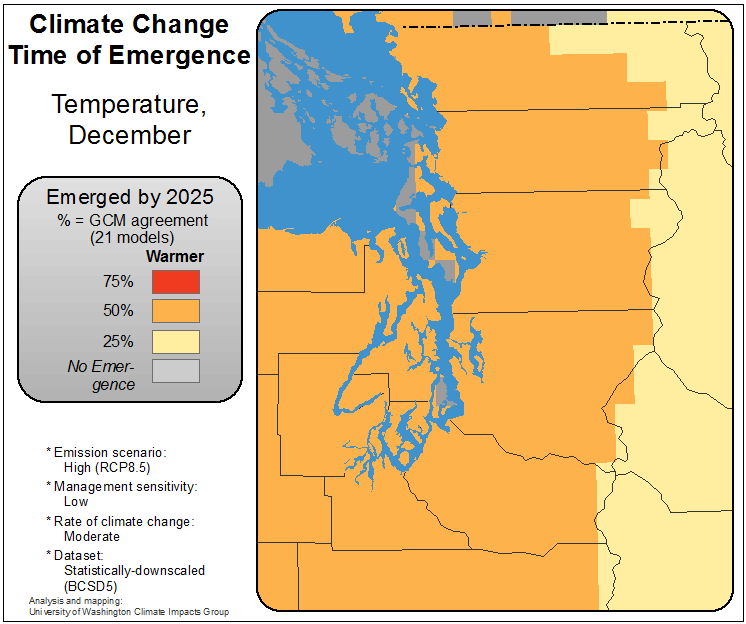 Climate Change
Time of Emergence
Temperature,
December
Emerged by 2025
% = GCM agreement
(21 models)
Warmer
75%
50%
25%
No Emer-
gence
* Emission scenario:
High (RCP8.5)
* Management sensitivity:
Low
* Rate of climate change:
Moderate
* Dataset:
Statistically-downscaled
(BCSD5)
Analysis and mapping:
University of Washington Climate Impacts Group